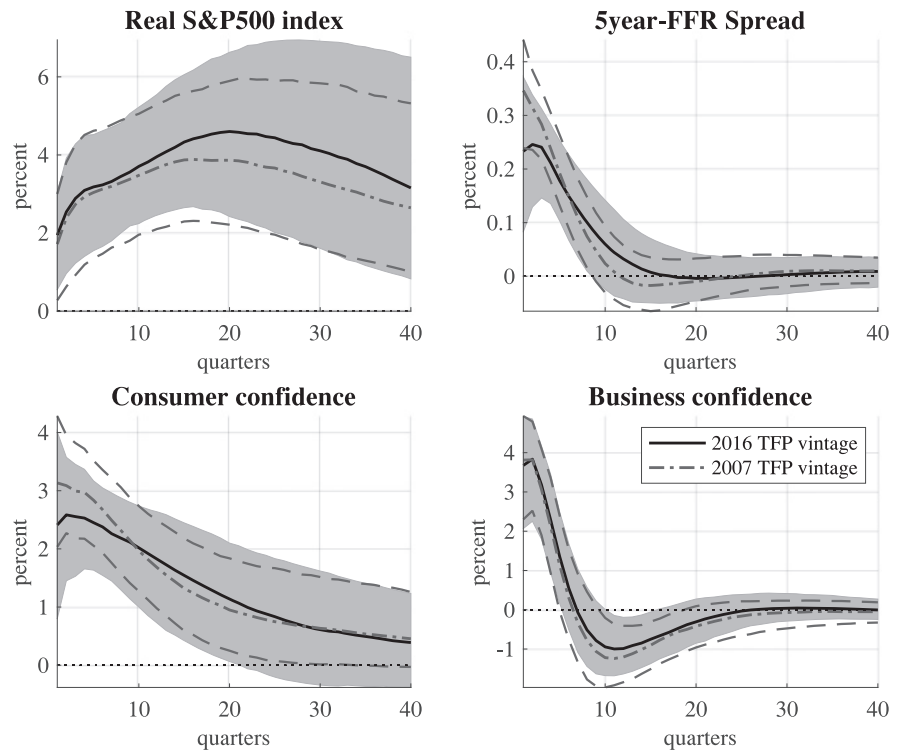 Real S&P500 index
percent
6
4
2
0
10
20
30
40
quarters
5year-FFR Spread
percent
0.4
0.3
0.2
0.1
0
10
20
30
40
quarters
Consumer confidence
percent
4
3
2
1
0
10
20
30
40
quarters
Business confidence
percent
4
3
2
1
0
-1
10
20
30
40
quarters
2016 TFP vintage
2007 TFP vintage